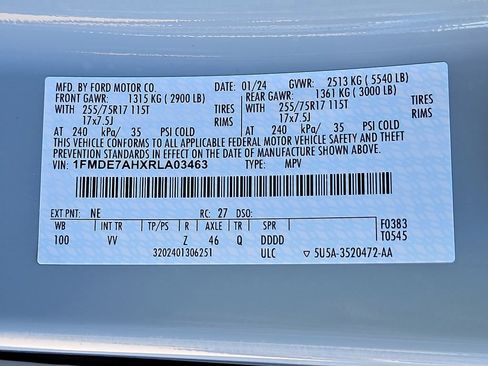 MFD. BY FORD MOTOR CO. DATE: 01/24 GVWR: 2513 KG ( 5540 LB)
FRONT GAWR: 1315 KG ( 2900 LB) REAR GAWR: 1361 KG ( 3000 LB)
255/75R17 115T TIRES 255/75R17 115T TIRES
17x7.5J RIMS 17x7.5J RIMS
AT 240 kPa/ 35 PSI COLD AT 240 kPa/ 35 PSI COLD
THIS VEHICLE CONFORMS TO ALL APPLICABLE FEDERAL MOTOR VEHICLE SAFETY AND THEFT
PREVENTION STANDARDS IN EFFECT ON THE DATE OF MANUFACTURE SHOWN ABOVE.
VIN: 1FMDE7AHXRLA03463 TYPE: MPV
EXT PNT: NE RC: 27 DSO: F0383
WB INT TR TP/PS R AXLE TR SPR T0545
100 VV Z 46 Q DDDD
3202401306251 ULC 5U5A-3520472-AA